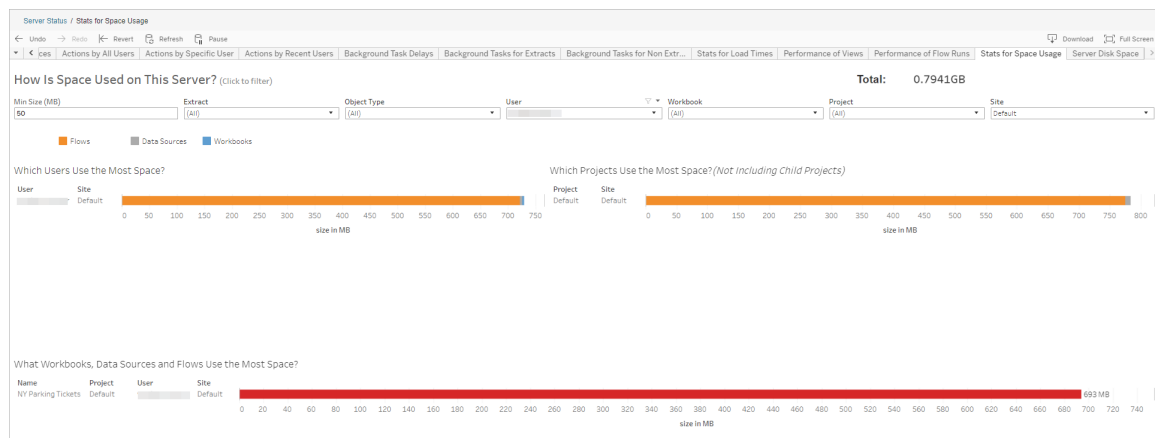 Server Status / Stats for Space Usage
← Undo → Redo Revert Refresh Pause Download Full Screen
ces Actions by All Users Actions by Specific User Actions by Recent Users Background Task Delays Background Tasks for Extracts Background Tasks for Non Extr... Stats for Load Times Performance of Views Performance of Flow Runs Stats for Space Usage Server Disk Space
How Is Space Used on This Server? (Click to filter) Total: 0.7941GB
Min Size (MB) Extract Object Type User Workbook Project Site
50 (All) (All) (All) (All) Default
Flows Data Sources Workbooks
Which Users Use the Most Space? Which Projects Use the Most Space? (Not Including Child Projects)
User Site Project Site
Default Default Default
0 50 100 150 200 250 300 350 400 450 500 550 600 650 700 750 0 50 100 150 200 250 300 350 400 450 500 550 600 650 700 750 800
size in MB size in MB
What Workbooks, Data Sources and Flows Use the Most Space?
Name Project User Site
NY Parking Tickets Default Default 693 MB
0 20 40 60 80 100 120 140 160 180 200 220 240 260 280 300 320 340 360 380 400 420 440 460 480 500 520 540 560 580 600 620 640 660 680 700 720 740
size in MB